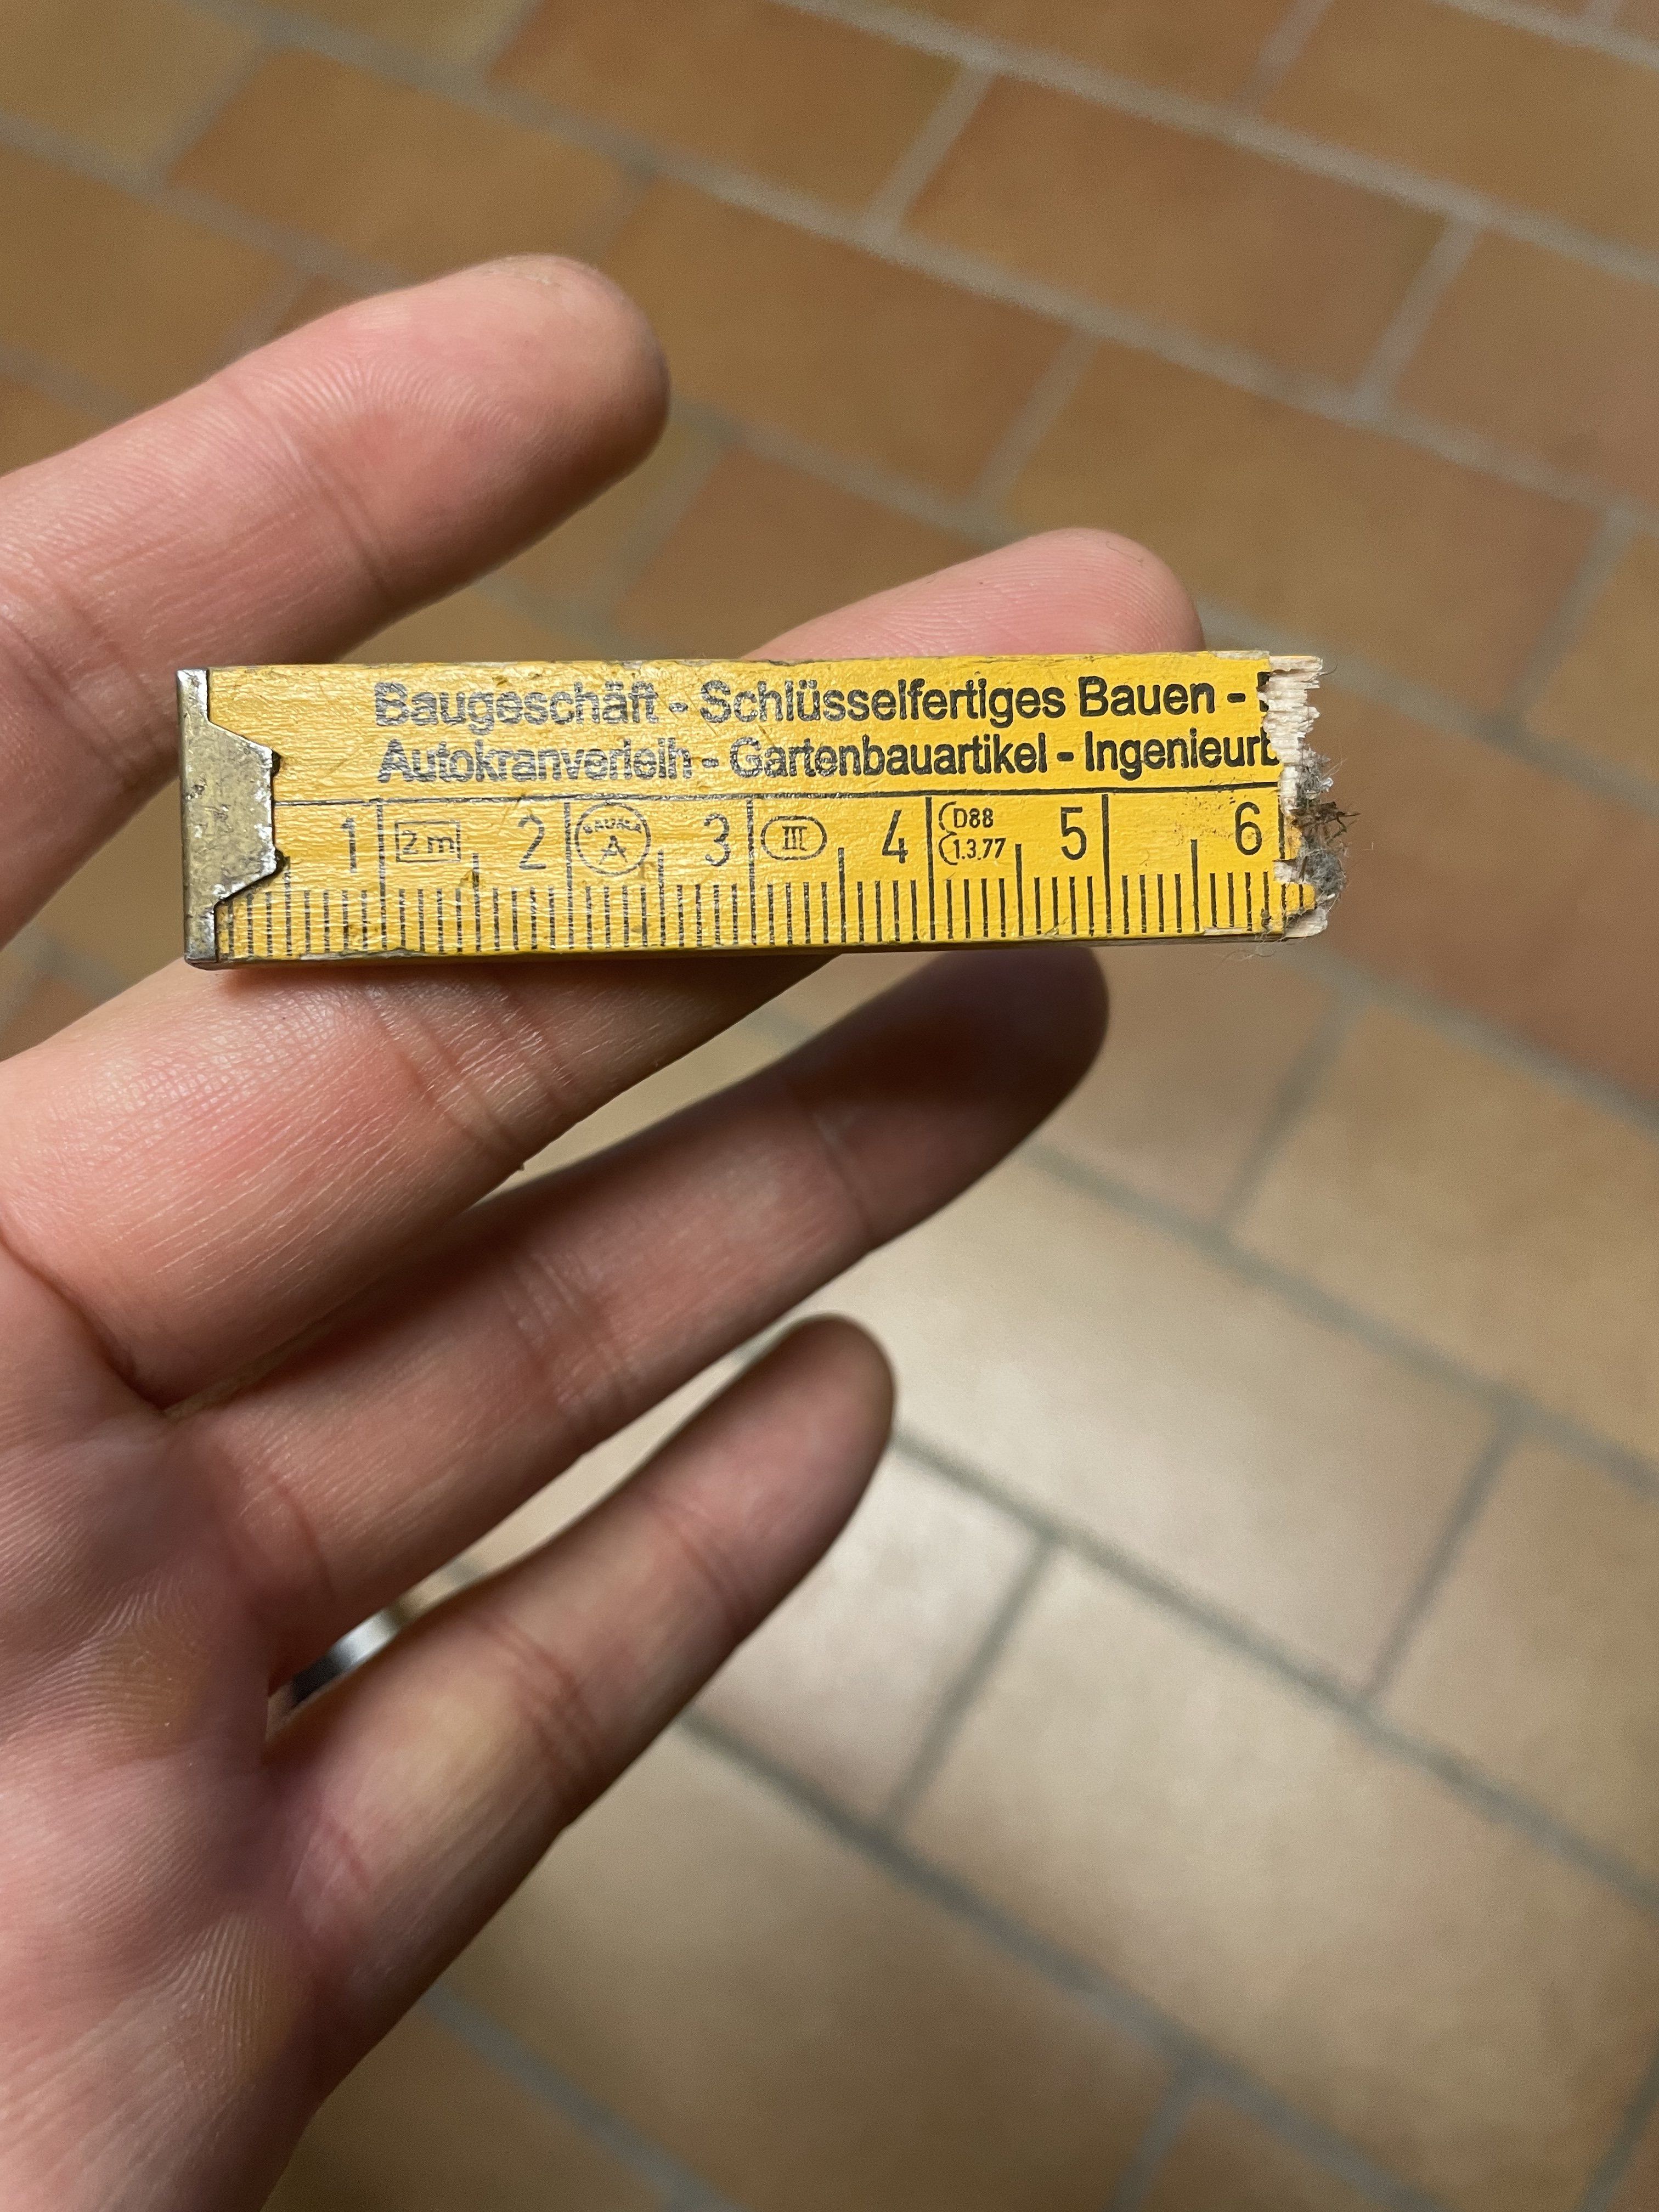 Baugeschäft - Schlüsselfertiges Bauen -
Autokranverleih - Gartenbauartikel - Ingenieurb
1 2m 2 A 3 III 4 D88 5 6
1.3.77